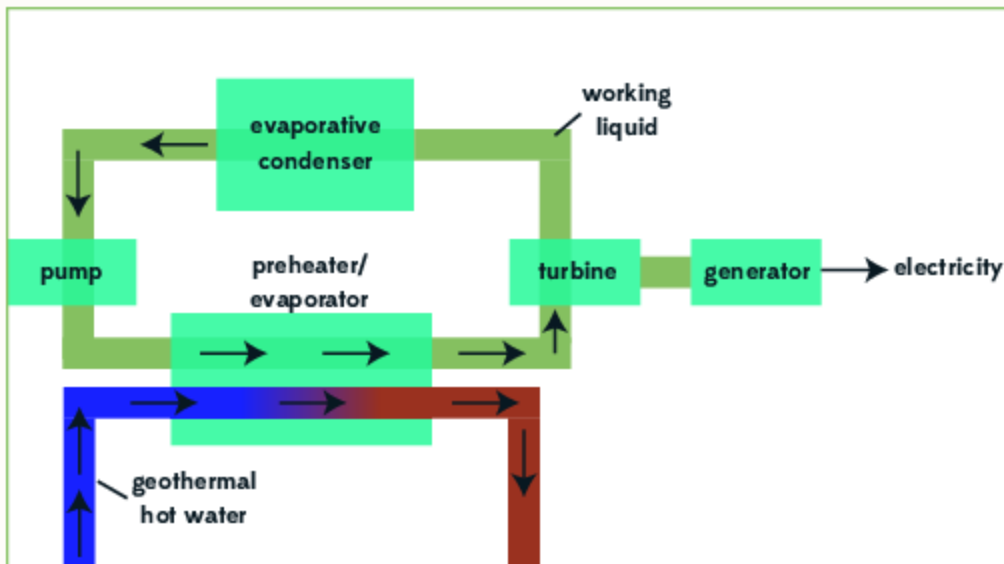 working
liquid
evaporative
condenser
pump
preheater/
evaporator
turbine
generator
electricity
geothermal
hot water